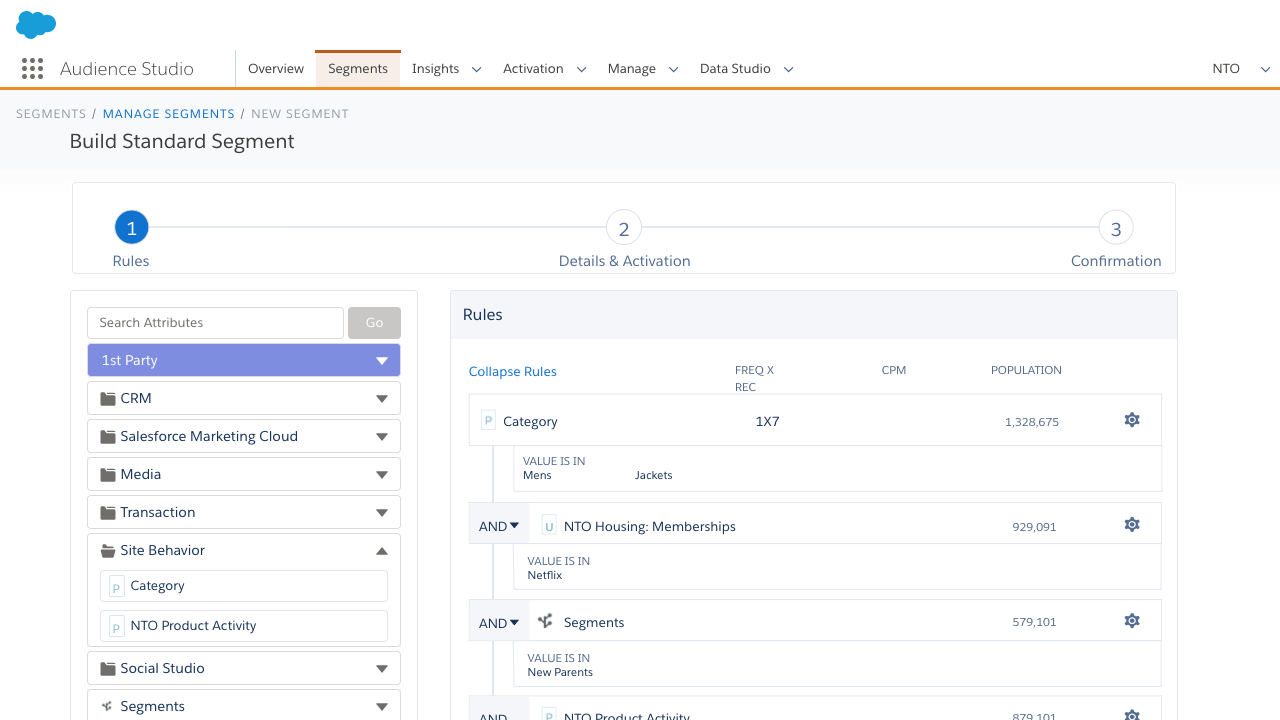 Audience Studio
Overview
Segments
Insights
Activation
Manage
Data Studio
NTO
SEGMENTS / MANAGE SEGMENTS / NEW SEGMENT
Build Standard Segment
1
2
3
Rules
Details & Activation
Confirmation
Search Attributes
Go
1st Party
CRM
Salesforce Marketing Cloud
Media
Transaction
Site Behavior
P Category
P NTO Product Activity
Social Studio
Segments
Rules
Collapse Rules
FREQ X
REC
CPM
POPULATION
P Category 1X7 1,328,675
VALUE IS IN
Mens Jackets
AND U NTO Housing: Memberships 929,091
VALUE IS IN
Netflix
AND Segments 579,101
VALUE IS IN
New Parents
AND P NTO Product Activity 879,101